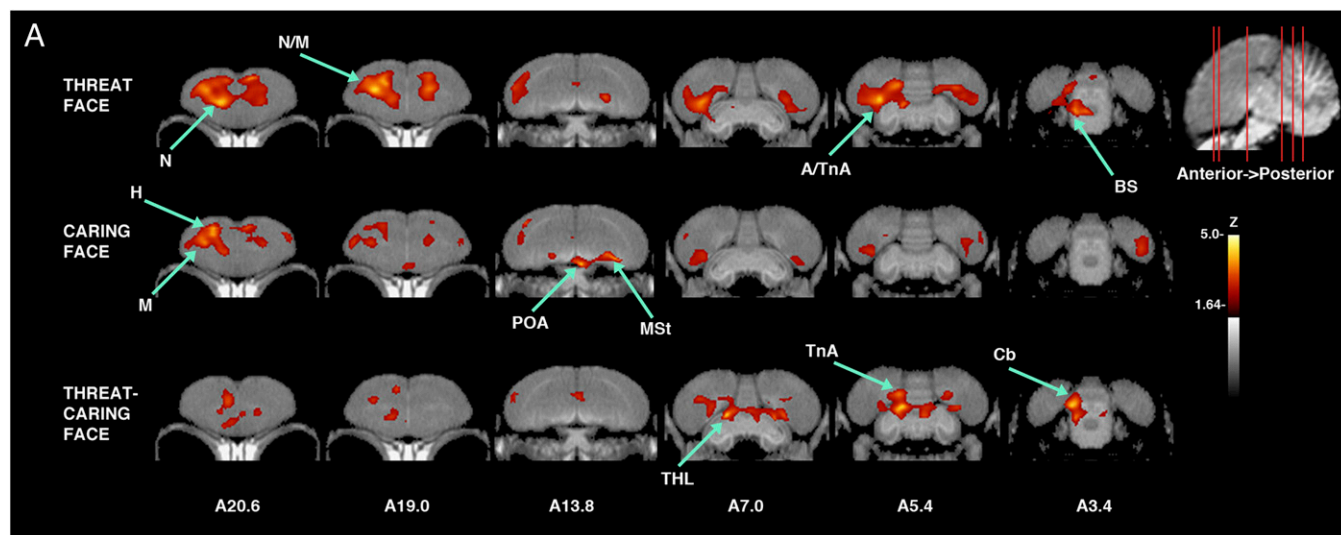 A
THREAT
FACE
N/M
N
A/TnA
BS
Anterior->Posterior
CARING
FACE
H
M
POA
MSt
Z
5.0-
1.64-
THREAT-
CARING
FACE
TnA
Cb
THL
A20.6
A19.0
A13.8
A7.0
A5.4
A3.4